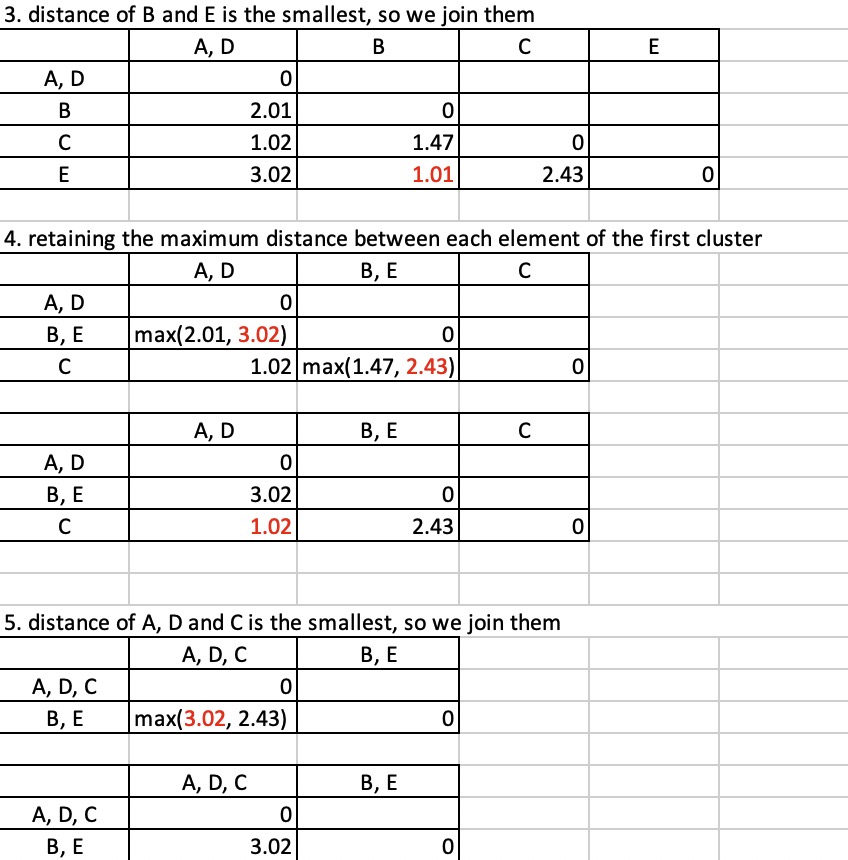 3. distance of B and E is the smallest, so we join them
A, D B C E
A, D 0
B 2.01 0
C 1.02 1.47 0
E 3.02 1.01 2.43 0
4. retaining the maximum distance between each element of the first cluster
A, D B, E C
A, D 0
B, E max(2.01, 3.02) 0
C 1.02 max(1.47, 2.43) 0
A, D B, E C
A, D 0
B, E 3.02 0
C 1.02 2.43 0
5. distance of A, D and C is the smallest, so we join them
A, D, C B, E
A, D, C 0
B, E max(3.02, 2.43) 0
A, D, C B, E
A, D, C 0
B, E 3.02 0